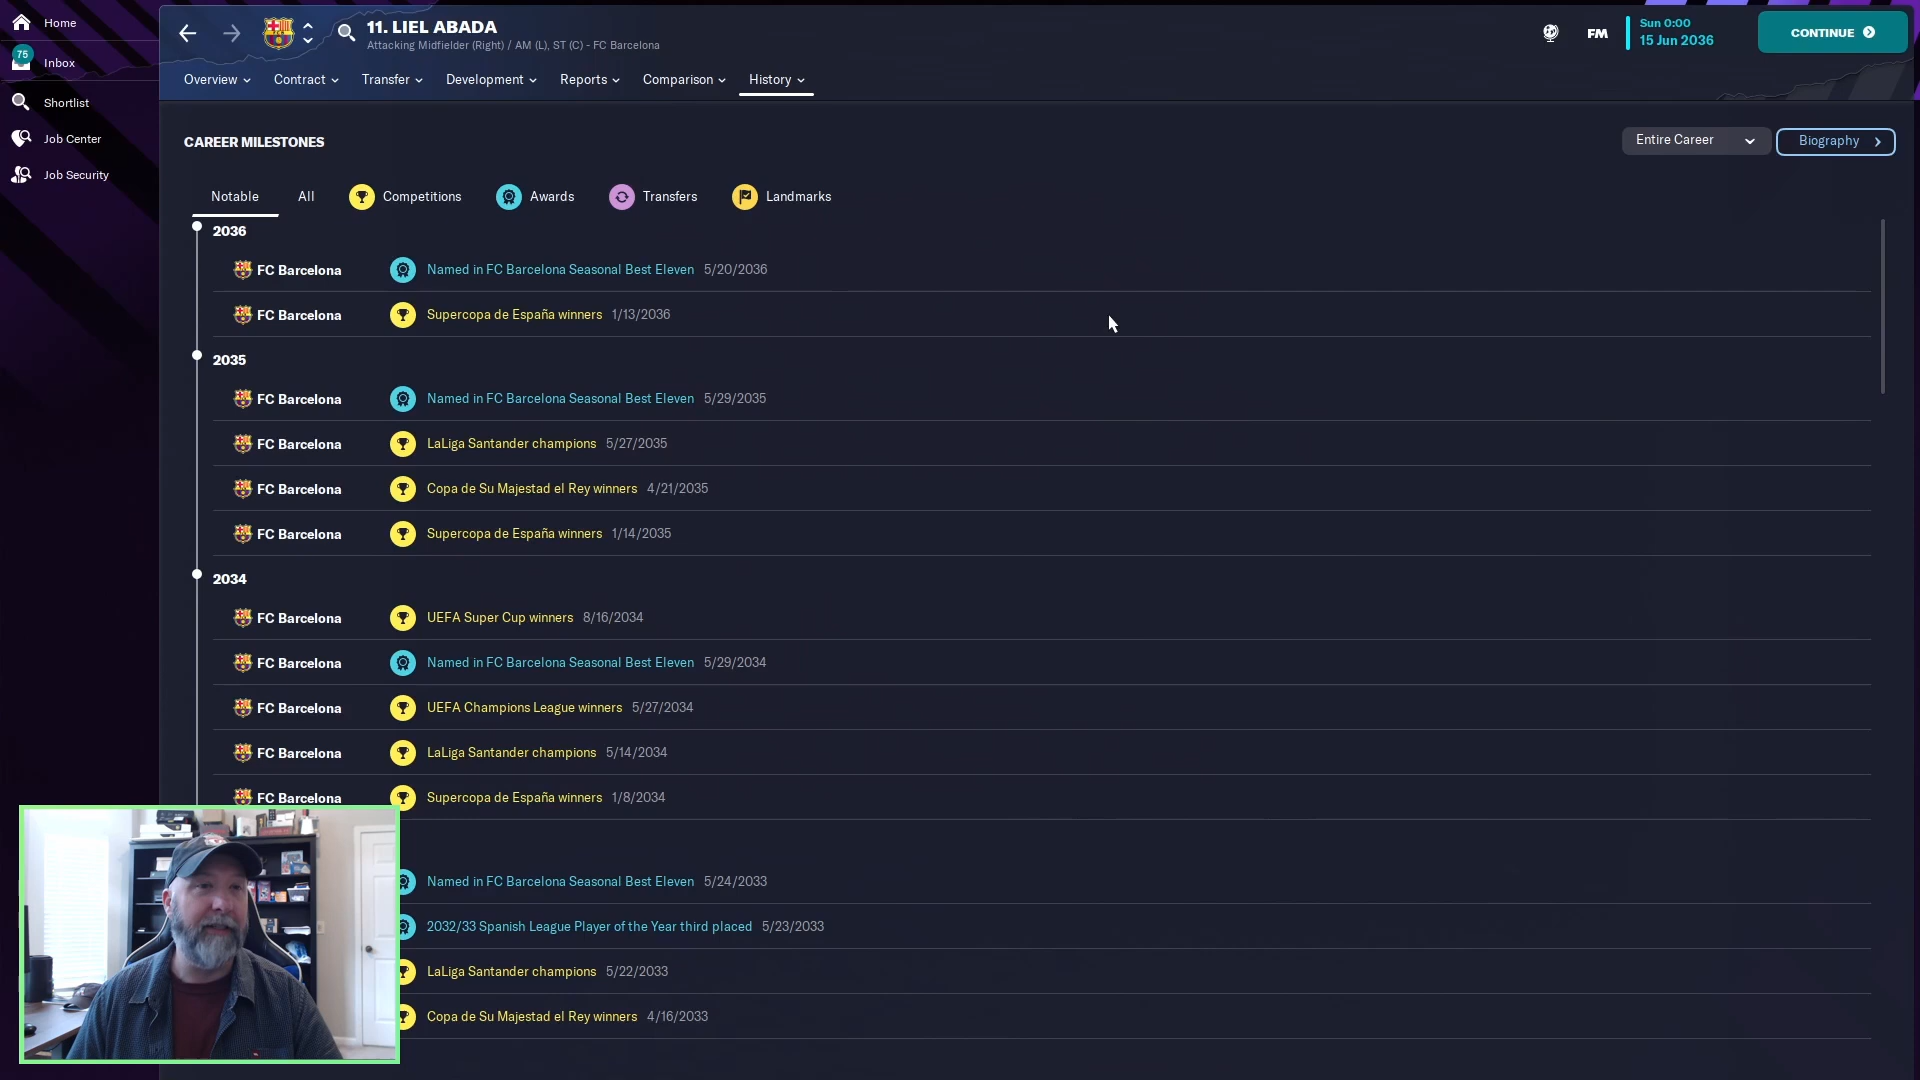 Home
75
Inbox
Shortlist
Job Center
Job Security
11. LIEL ABADA
Attacking Midfielder (Right) / AM (L), ST (C) - FC Barcelona
FM
Sun 0:00
15 Jun 2036
CONTINUE
Overview
Contract
Transfer
Development
Reports
Comparison
History
CAREER MILESTONES
Entire Career
Biography
Notable
All
Competitions
Awards
Transfers
Landmarks
2036
FC Barcelona Named in FC Barcelona Seasonal Best Eleven 5/20/2036
FC Barcelona Supercopa de España winners 1/13/2036
2035
FC Barcelona Named in FC Barcelona Seasonal Best Eleven 5/29/2035
FC Barcelona LaLiga Santander champions 5/27/2035
FC Barcelona Copa de Su Majestad el Rey winners 4/21/2035
FC Barcelona Supercopa de España winners 1/14/2035
2034
FC Barcelona UEFA Super Cup winners 8/16/2034
FC Barcelona Named in FC Barcelona Seasonal Best Eleven 5/29/2034
FC Barcelona UEFA Champions League winners 5/27/2034
FC Barcelona LaLiga Santander champions 5/14/2034
FC Barcelona Supercopa de España winners 1/8/2034
Named in FC Barcelona Seasonal Best Eleven 5/24/2033
2032/33 Spanish League Player of the Year third placed 5/23/2033
LaLiga Santander champions 5/22/2033
Copa de Su Majestad el Rey winners 4/16/2033